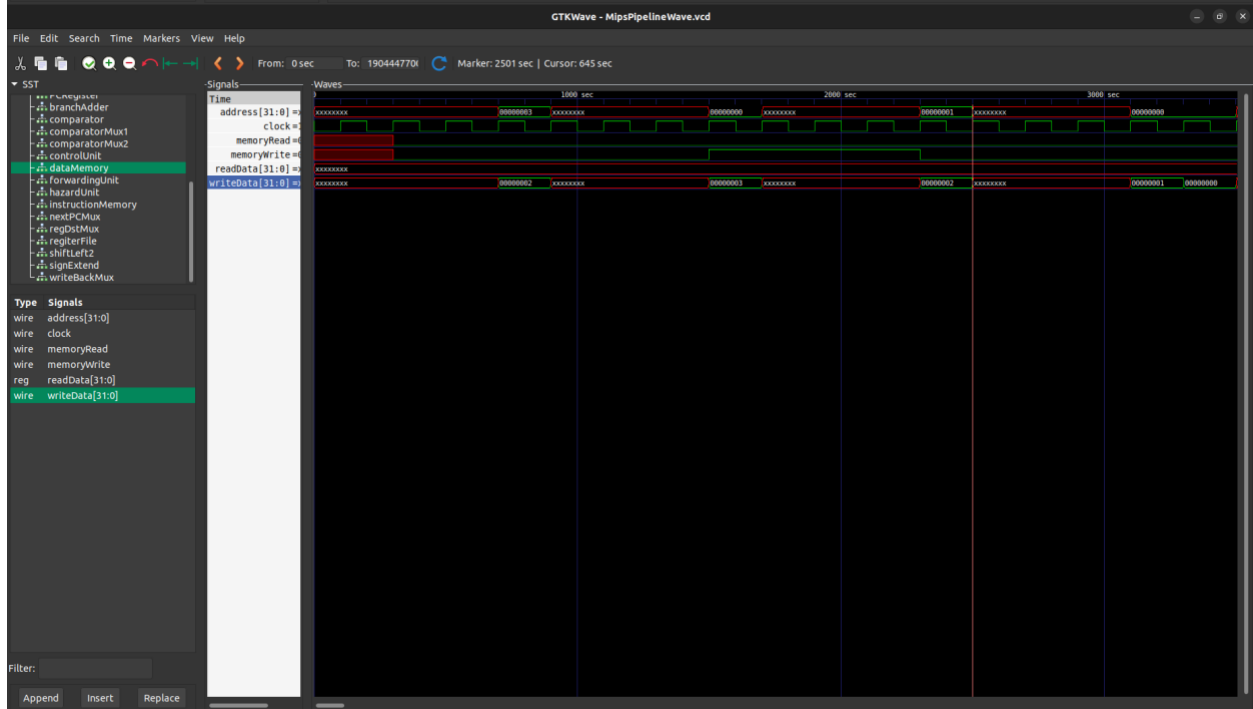 GTKWave - MipsPipelineWave.vcd
File Edit Search Time Markers View Help
From: 0 sec To: 1904447700 Marker: 2501 sec | Cursor: 645 sec
SST
PCRegister
branchAdder
comparator
comparatorMux1
comparatorMux2
controlUnit
dataMemory
forwardingUnit
hazardUnit
instructionMemory
nextPCMux
regDstMux
regiterFile
shiftLeft2
signExtend
writeBackMux
Type Signals
wire address[31:0]
wire clock
wire memoryRead
wire memoryWrite
reg readData[31:0]
wire writeData[31:0]
Filter:
Append Insert Replace
Signals
Time
address[31:0] =
clock =
memoryRead =
memoryWrite =
readData[31:0] =
writeData[31:0] =
Waves
1000 sec 2000 sec 3000 sec
xxxxxxxx 00000003 xxxxxxxx 00000000 xxxxxxxx 00000001 xxxxxxxx 00000000
xxxxxxxx
xxxxxxxx 00000002 xxxxxxxx 00000003 xxxxxxxx 00000002 xxxxxxxx 00000001 00000000